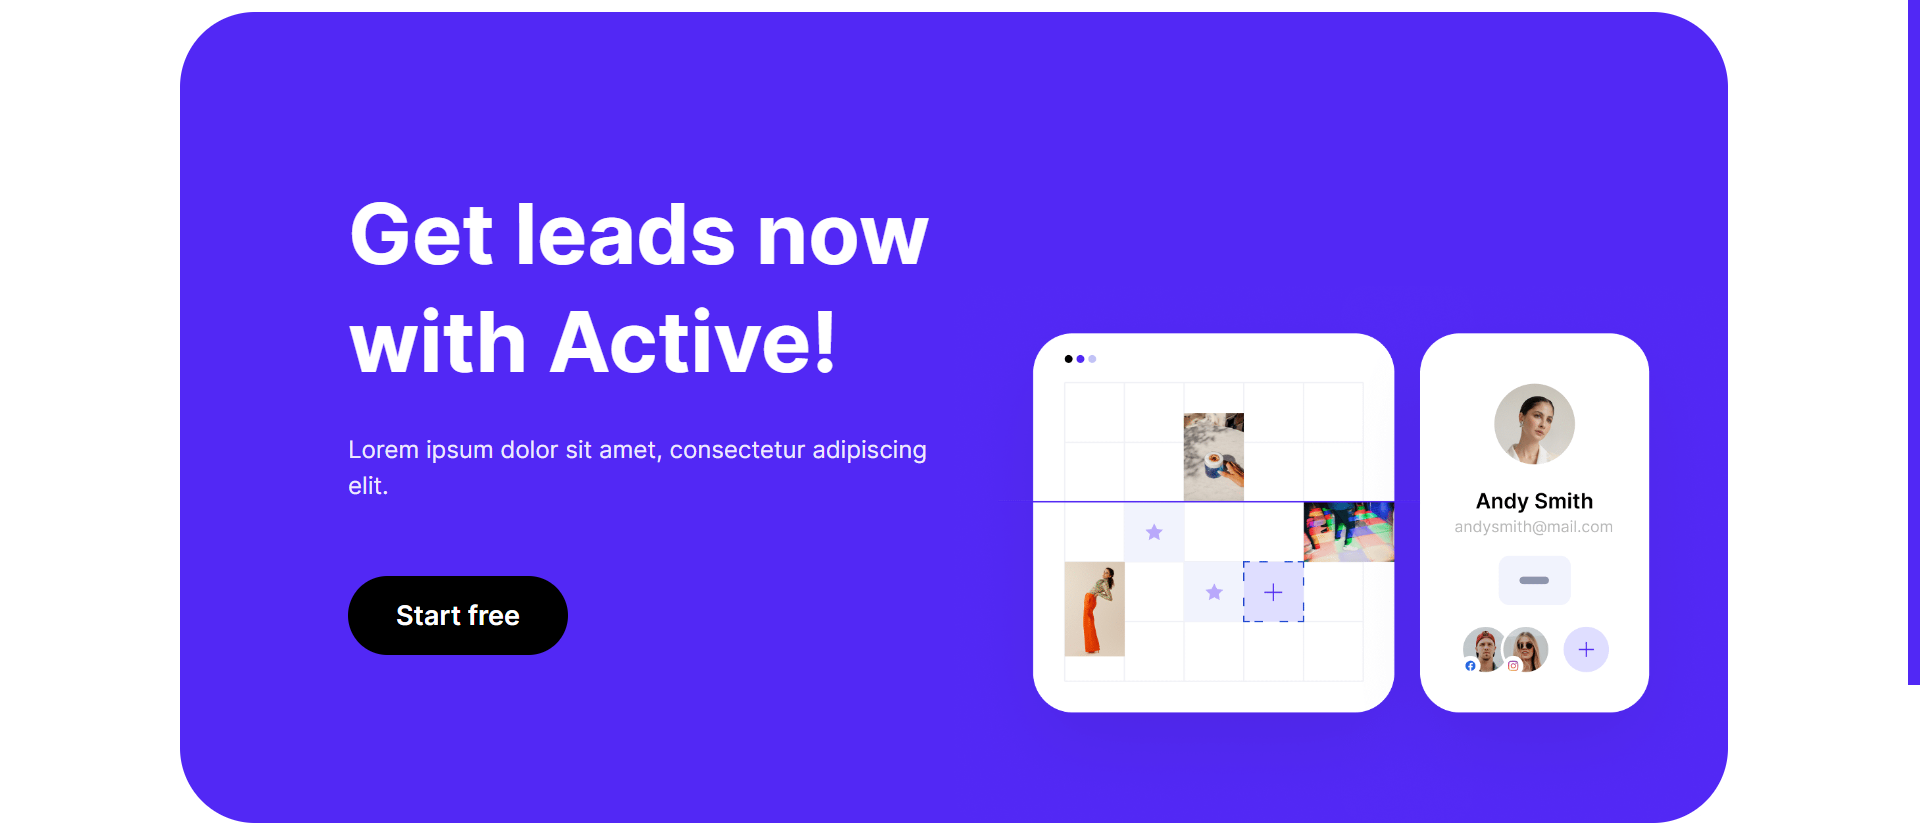 Get leads now
with Active!
Lorem ipsum dolor sit amet, consectetur adipiscing
elit.
Start free
Andy Smith
andysmith@mail.com